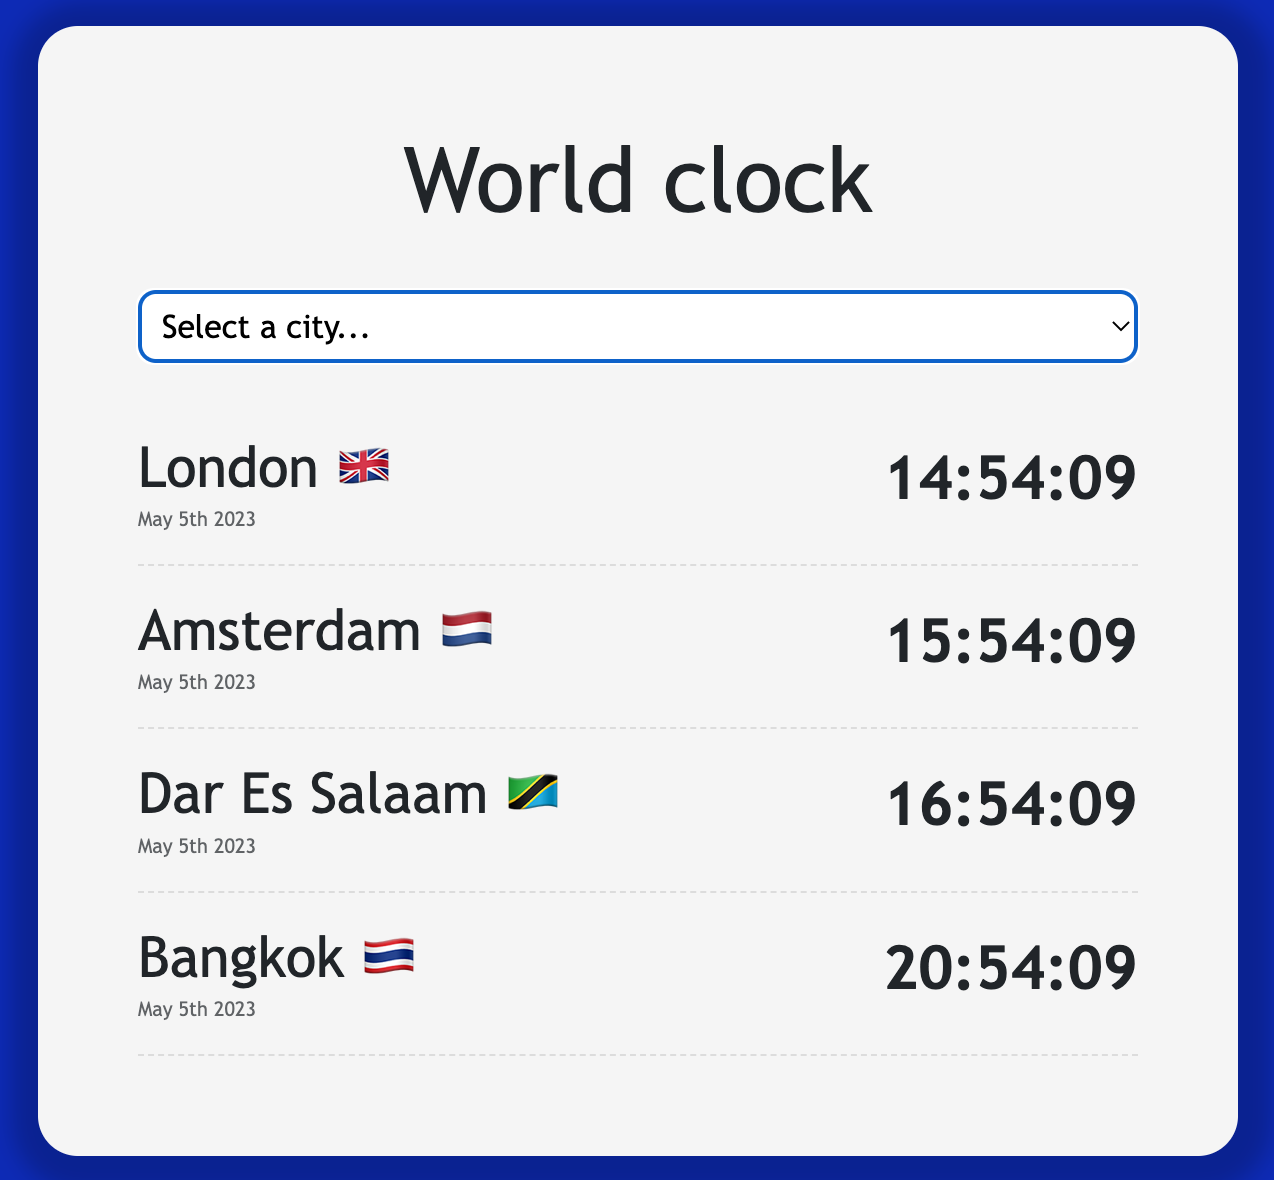 World clock
Select a city...
London 🇬🇧
14:54:09
May 5th 2023
Amsterdam 🇳🇱
15:54:09
May 5th 2023
Dar Es Salaam 🇹🇿
16:54:09
May 5th 2023
Bangkok 🇹🇭
20:54:09
May 5th 2023